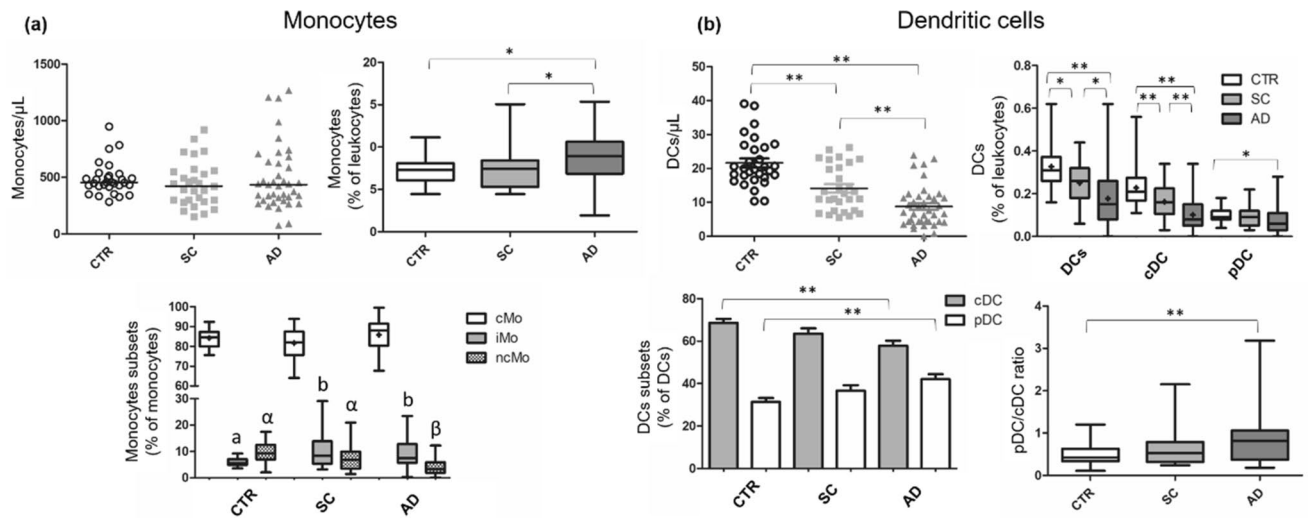 (a)
Monocytes
Monocytes/µL
1500
1000
500
0
CTR
SC
AD
Monocytes
(% of leukocytes)
20
5
0
5
0
*
*
CTR
SC
AD
Monocytes subsets
(% of monocytes)
100
90
80
70
60
30
20
10
0
a
α
b
α
b
β
CTR
SC
AD
cMo
iMo
ncMo
(b)
Dendritic cells
DCs/µL
50
40
30
20
10
0
**
**
**
CTR
SC
AD
DCs
(% of leukocytes)
0.8
0.6
0.4
0.2
0.0
**
*
*
**
**
**
*
CTR
SC
AD
DCs
cDC
pDC
DCs subsets
(% of DCs)
80
60
40
20
0
**
**
cDC
pDC
CTR
SC
AD
pDC/cDC ratio
4
3
2
1
0
**
CTR
SC
AD